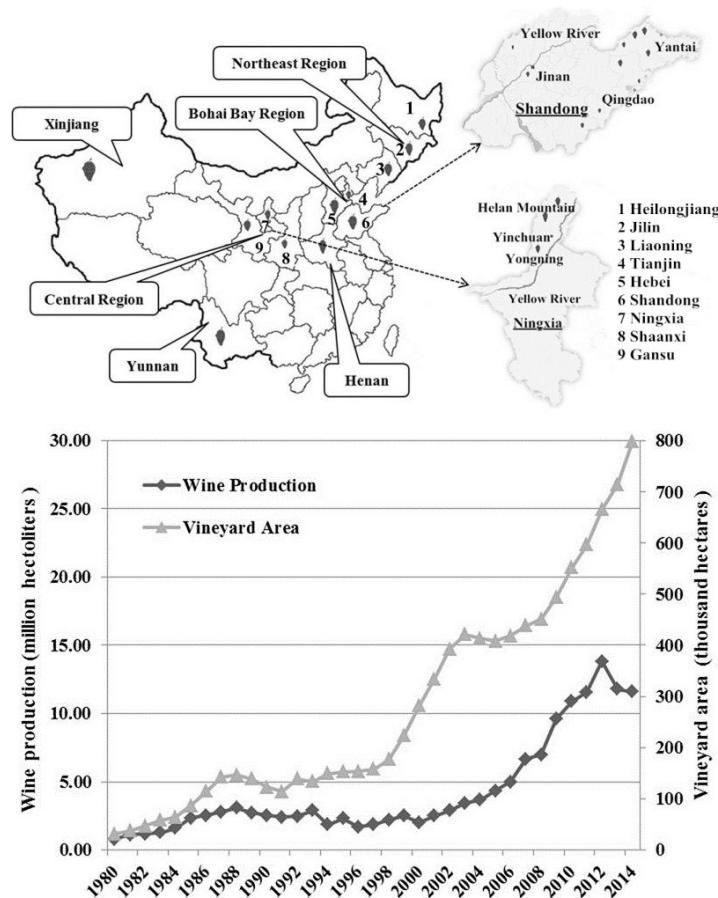 Northeast Region
Bohai Bay Region
Xinjiang
1
2
3
4
5
6
7
8
9
Central Region
Yunnan
Henan
Yellow River
Yantai
Jinan
Qingdao
Shandong
Helan Mountain
Yinchuan
Yongning
Yellow River
Ningxia
1 Heilongjiang
2 Jilin
3 Liaoning
4 Tianjin
5 Hebei
6 Shandong
7 Ningxia
8 Shaanxi
9 Gansu
Wine production (million hectoliters )
30.00
25.00
20.00
15.00
10.00
5.00
0.00
Wine Production
Vineyard Area
800
700
600
500
400
300
200
100
0
Vineyard area (thousand hectares)
1980
1982
1984
1986
1988
1990
1992
1994
1996
1998
2000
2002
2004
2006
2008
2010
2012
2014